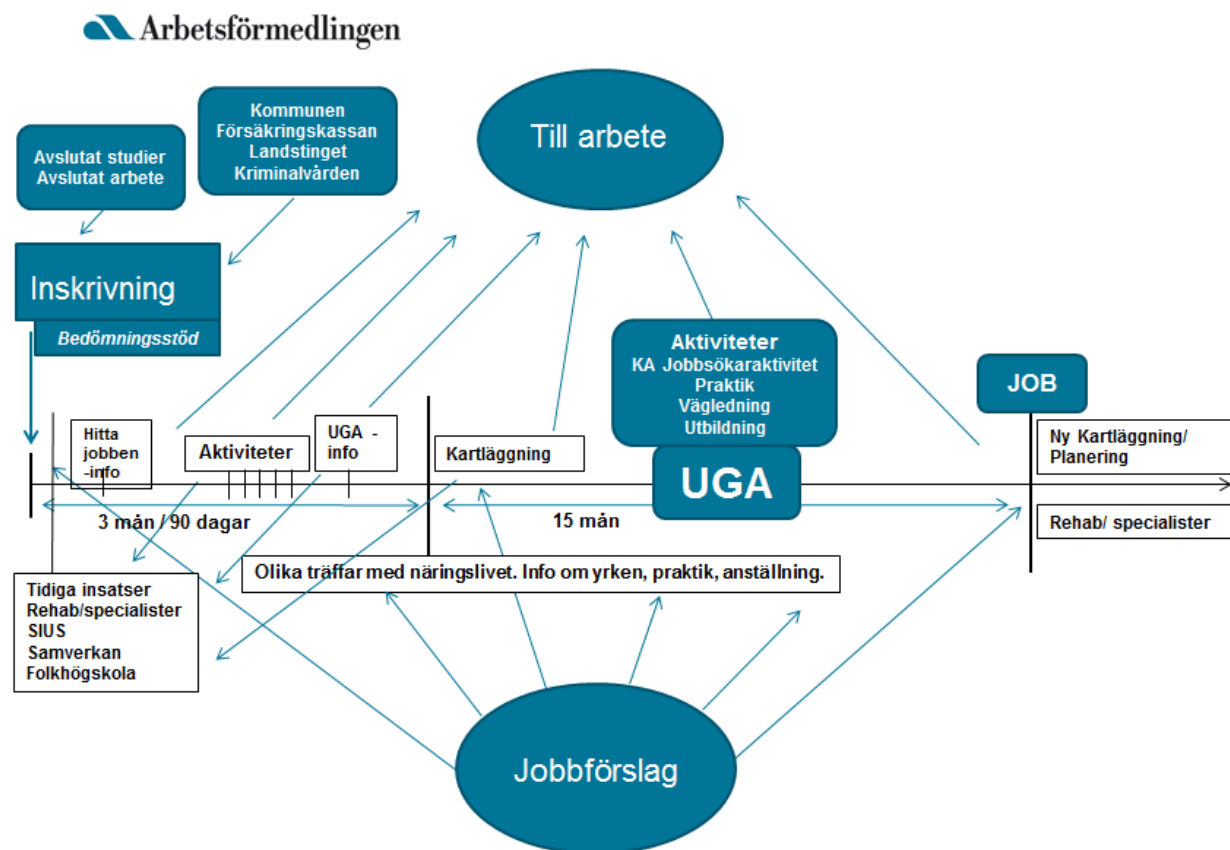 Arbetsförmedlingen
Kommunen
Försäkringskassan
Landstinget
Kriminalvården
Avslutat studier
Avslutat arbete
Till arbete
Inskrivning
Bedömningsstöd
Aktiviteter
KA Jobbsökaraktivitet
Praktik
Vägledning
Utbildning
UGA
JOB
Hitta
jobben
-info
Aktiviteter
UGA -
info
Kartläggning
Ny Kartläggning/
Planering
3 mån / 90 dagar
15 mån
Rehab/ specialister
Olika träffar med näringslivet. Info om yrken, praktik, anställning.
Tidiga insatser
Rehab/specialister
SIUS
Samverkan
Folkhögskola
Jobbförslag